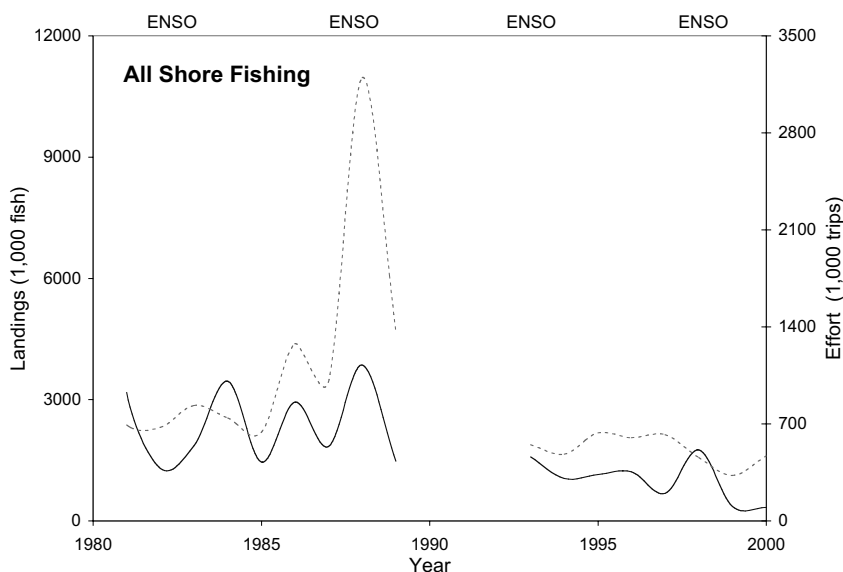 ENSO ENSO ENSO ENSO
All Shore Fishing
12000
9000
6000
3000
0
Landings (1,000 fish)
3500
2800
2100
1400
700
0
Effort (1,000 trips)
1980 1985 1990 1995 2000
Year